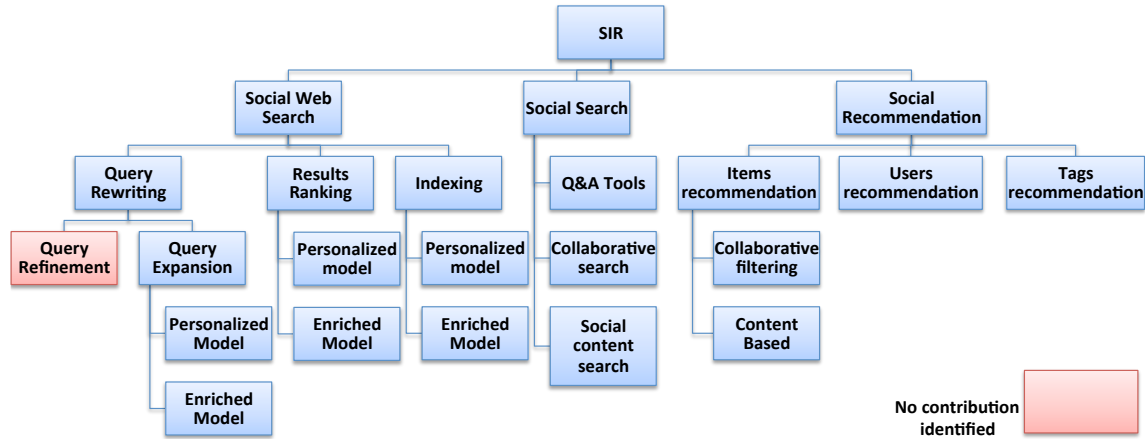 SIR
Social Web
Search
Social Search
Social
Recommendation
Query
Rewriting
Results
Ranking
Indexing
Q&A Tools
Items
recommendation
Users
recommendation
Tags
recommendation
Query
Refinement
Query
Expansion
Personalized
model
Personalized
model
Collaborative
search
Collaborative
filtering
Personalized
Model
Enriched
Model
Enriched
Model
Enriched
Model
Social
content
search
Content
Based
No contribution
identified